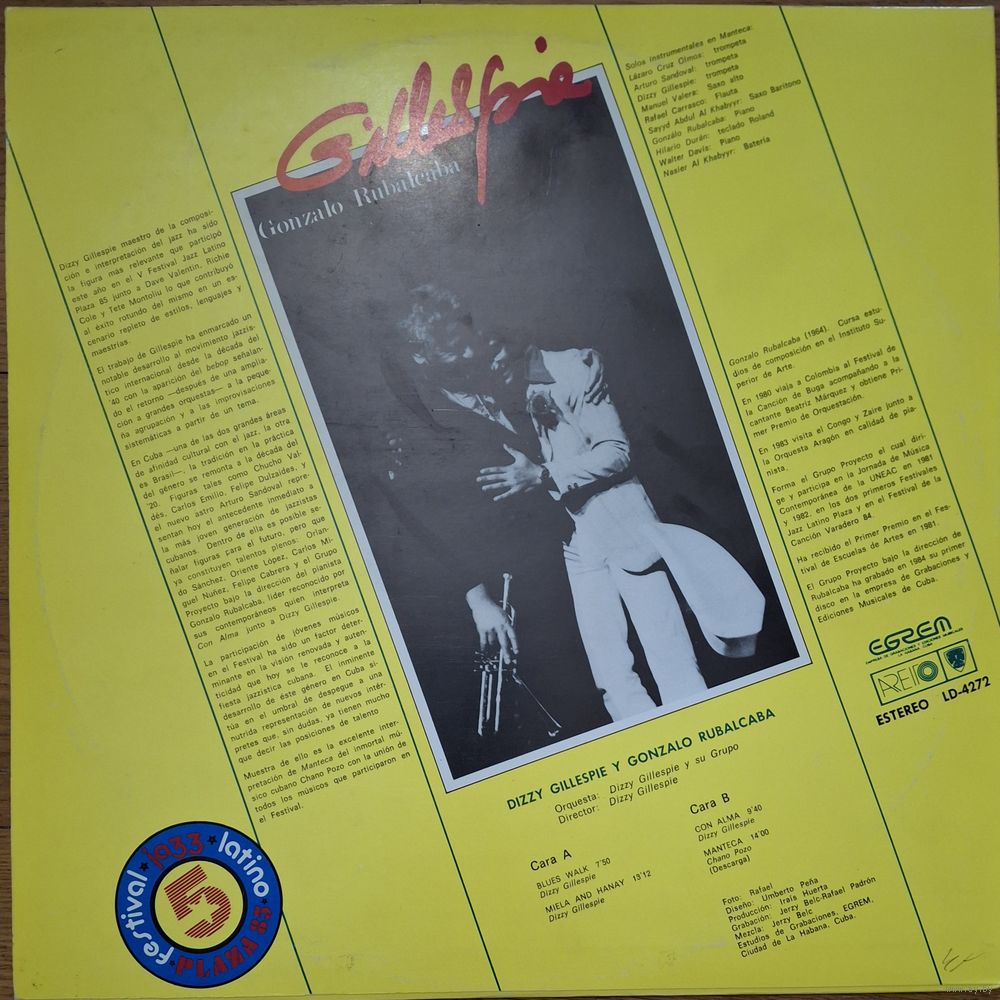 Gillespie
Gonzalo Rubalcaba
Dizzy Gillespie maestro de la composi-
ción e interpretación del jazz ha sido
la figura más relevante que participó
este año en el V Festival Jazz Latino
Plaza 85 junto a Dave Valentin, Richie
Cole y Tete Montoliu lo que contribuyó
al éxito rotundo del mismo en un es-
cenario repleto de estilos, lenguajes y
maestrías.
El trabajo de Gillespie ha enmarcado un
notable desarrollo al movimiento jazzís-
tico internacional desde la década del
'40 con la aparición del bebop señalan-
do el retorno —después de una amplia-
ción a grandes orquestas— a la peque-
ña agrupación y a las improvisaciones
sistemáticas a partir de un tema.
En Cuba —una de las dos grandes áreas
de afinidad cultural con el jazz, la otra
es Brasil—, la tradición en la práctica
del género se remonta a la década del
'20. Figuras tales como Chucho Val-
dés, Carlos Emilio, Felipe Dulzaides, y
el nuevo astro Arturo Sandoval repre-
sentan hoy el antecedente inmediato a
la más joven generación de jazzistas
cubanos. Dentro de ella es posible se-
ñalar figuras para el futuro, pero que
ya constituyen talentos plenos: Orlan-
do Sánchez, Oriente López, Carlos Mi-
guel Núñez, Felipe Cabrera y el Grupo
Proyecto bajo la dirección del pianista
Gonzalo Rubalcaba, líder reconocido por
sus contemporáneos quien interpreta
Con Alma junto a Dizzy Gillespie.
La participación de jóvenes músicos
en el Festival ha sido un factor deter-
minante en la visión renovada y auten-
ticidad que hoy se le reconoce a la
fiesta jazzística cubana. El inminente
desarrollo de éste género en Cuba si-
túa en el umbral de despegue a una
nutrida representación de nuevos intér-
pretes que, sin dudas, ya tienen mucho
que decir las posiciones de talento
Muestra de ello es la excelente inter-
pretación de Manteca del inmortal mú-
sico cubano Chano Pozo con la unión de
todos los músicos que participaron en
el Festival.
Solos instrumentales en Manteca:
Lázaro Cruz Olmos: trompeta
Arturo Sandoval: trompeta
Dizzy Gillespie: trompeta
Manuel Valera: Saxo alto
Rafael Carrasco: Flauta
Sayyd Abdul Al Khabyyr: Saxo Barítono
Gonzálo Rubalcaba: Piano
Hilario Durán: teclado Roland
Walter Davis: Piano
Nasier Al Khabyyr: Batería
Gonzalo Rubalcaba (1964). Cursa estu-
dios de composición en el Instituto Su-
perior de Arte.
En 1980 viaja a Colombia al Festival de
la Canción de Buga acompañando a la
cantante Beatriz Márquez y obtiene Pri-
mer Premio de Orquestación.
En 1983 visita el Congo y Zaire junto a
la Orquesta Aragón en calidad de pia-
nista.
Forma el Grupo Proyecto el cual diri-
ge y participa en la Jornada de Música
Contemporánea de la UNEAC en 1981
y 1982, en los dos primeros Festivales
Jazz Latino Plaza y en el Festival de la
Canción Varadero 84.
Ha recibido el Primer Premio en el Fes-
tival de Escuelas de Artes en 1981.
El Grupo Proyecto bajo la dirección de
Rubalcaba ha grabado en 1984 su primer
disco en la empresa de Grabaciones y
Ediciones Musicales de Cuba.
EGREM
EMPRESA DE GRABACIONES Y EDICIONES MUSICALES
LA HABANA CUBA
AREITO
ESTEREO LD-4272
DIZZY GILLESPIE Y GONZALO RUBALCABA
Orquesta: Dizzy Gillespie y su Grupo
Director: Dizzy Gillespie
Cara A
BLUES WALK 7'50
Dizzy Gillespie
MIELA AND HANAY 13'12
Dizzy Gillespie
Cara B
CON ALMA 9'40
Dizzy Gillespie
MANTECA 14'00
Chano Pozo
(Descarga)
Foto: Rafael
Diseño: Umberto Peña
Producción: Irais Huerta
Grabación: Jerzy Belc-Rafael Padrón
Mezcla: Jerzy Belc
Estudios de Grabaciones, EGREM,
Ciudad de La Habana, Cuba.
festival jazz latino
PLAZA 85
5